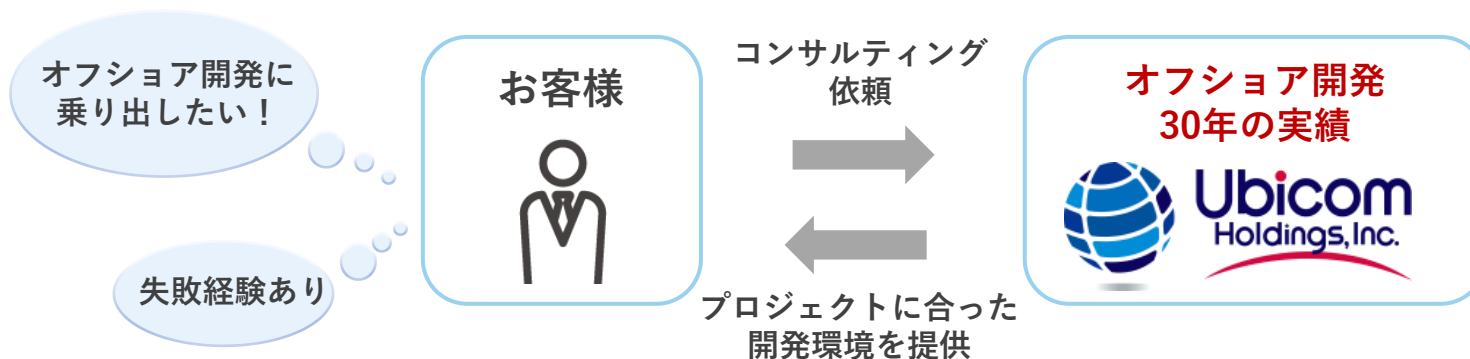 オフショア開発に
乗り出したい！
失敗経験あり
お客様
コンサルティング
依頼
プロジェクトに合った
開発環境を提供
オフショア開発
30年の実績
Ubicom
Holdings,Inc.